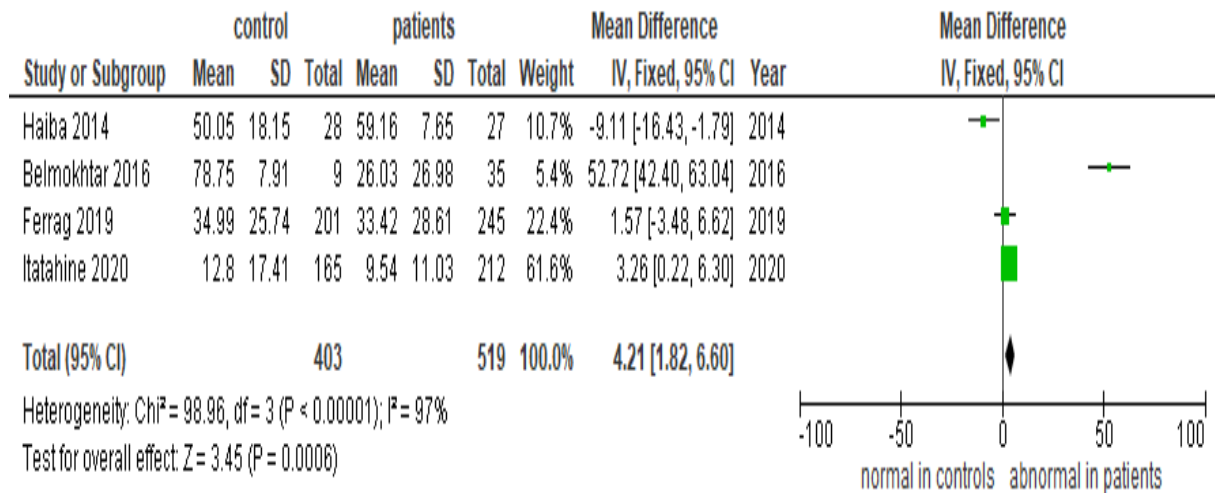 control patients Mean Difference Mean Difference
Study or Subgroup Mean SD Total Mean SD Total Weight IV, Fixed, 95% CI Year IV, Fixed, 95% CI
Haiba 2014 50.05 18.15 28 59.16 7.65 27 10.7% -9.11 [-16.43, -1.79] 2014
Belmokhtar 2016 78.75 7.91 9 26.03 26.98 35 5.4% 52.72 [42.40, 63.04] 2016
Ferrag 2019 34.99 25.74 201 33.42 28.61 245 22.4% 1.57 [-3.48, 6.62] 2019
Itatahine 2020 12.8 17.41 165 9.54 11.03 212 61.6% 3.26 [0.22, 6.30] 2020
Total (95% CI) 403 519 100.0% 4.21 [1.82, 6.60]
Heterogeneity: Chi² = 98.96, df = 3 (P < 0.00001); I² = 97%
Test for overall effect: Z = 3.45 (P = 0.0006)
-100 -50 0 50 100
normal in controls abnormal in patients